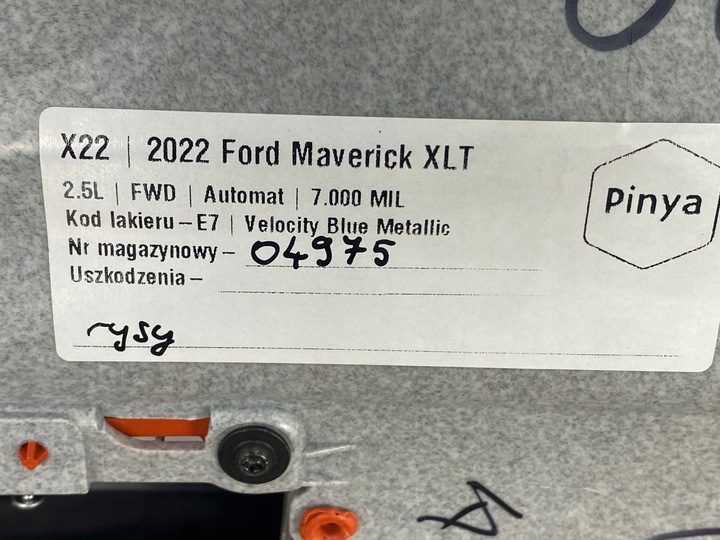 X22 | 2022 Ford Maverick XLT
2.5L | FWD | Automat | 7.000 MIL
Kod lakieru – E7 | Velocity Blue Metallic
Nr magazynowy – 04975
Uszkodzenia –
rysy
Pinya